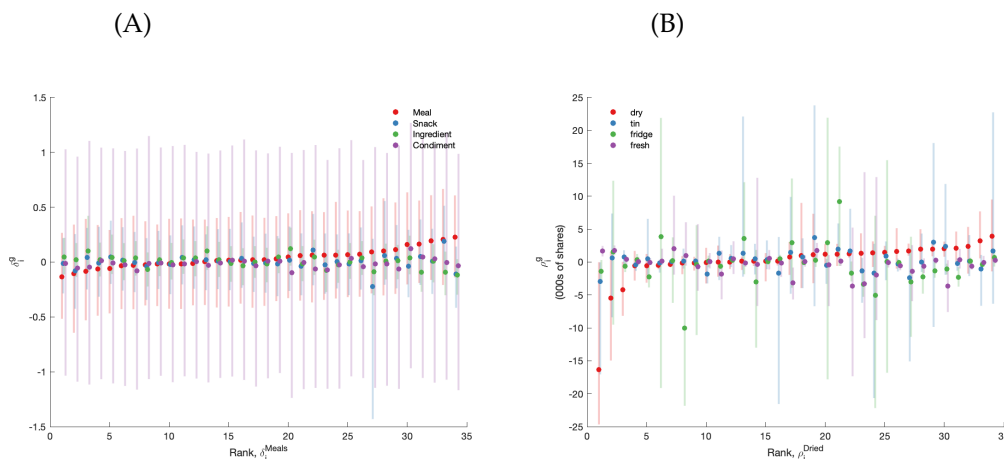 (A)
(B)
1.5
1
0.5
0
-0.5
-1
-1.5
δ_i^g
Meal
Snack
Ingredient
Condiment
0 5 10 15 20 25 30 35
Rank, δ_i^Meals
25
20
15
10
5
0
-5
-10
-15
-20
-25
ρ_i^g
(000s of shares)
dry
tin
fridge
fresh
0 5 10 15 20 25 30 3
Rank, ρ_i^Dried